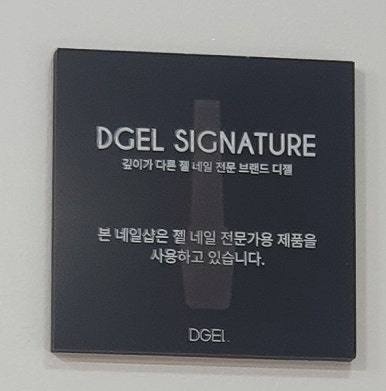 DGEL SIGNATURE
깊이가 다른 젤 네일 전문 브랜드 디젤
본 네일샵은 젤 네일 전문가용 제품을
사용하고 있습니다.
DGEL